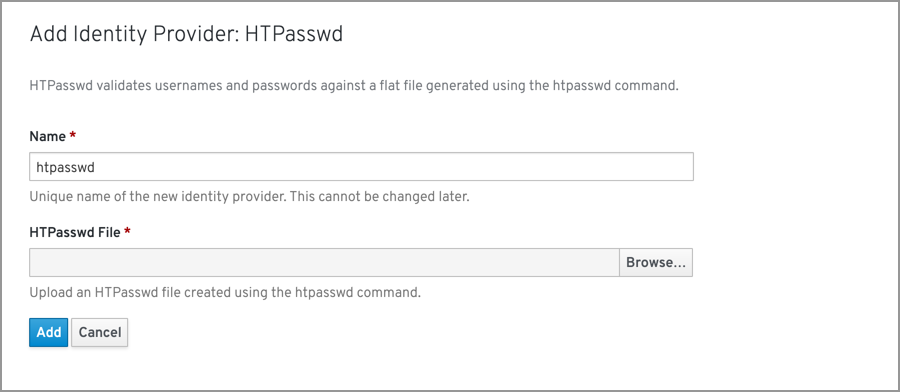 Add Identity Provider: HTPasswd
HTPasswd validates usernames and passwords against a flat file generated using the htpasswd command.
Name *
htpasswd
Unique name of the new identity provider. This cannot be changed later.
HTPasswd File *
Browse...
Upload an HTPasswd file created using the htpasswd command.
Add Cancel